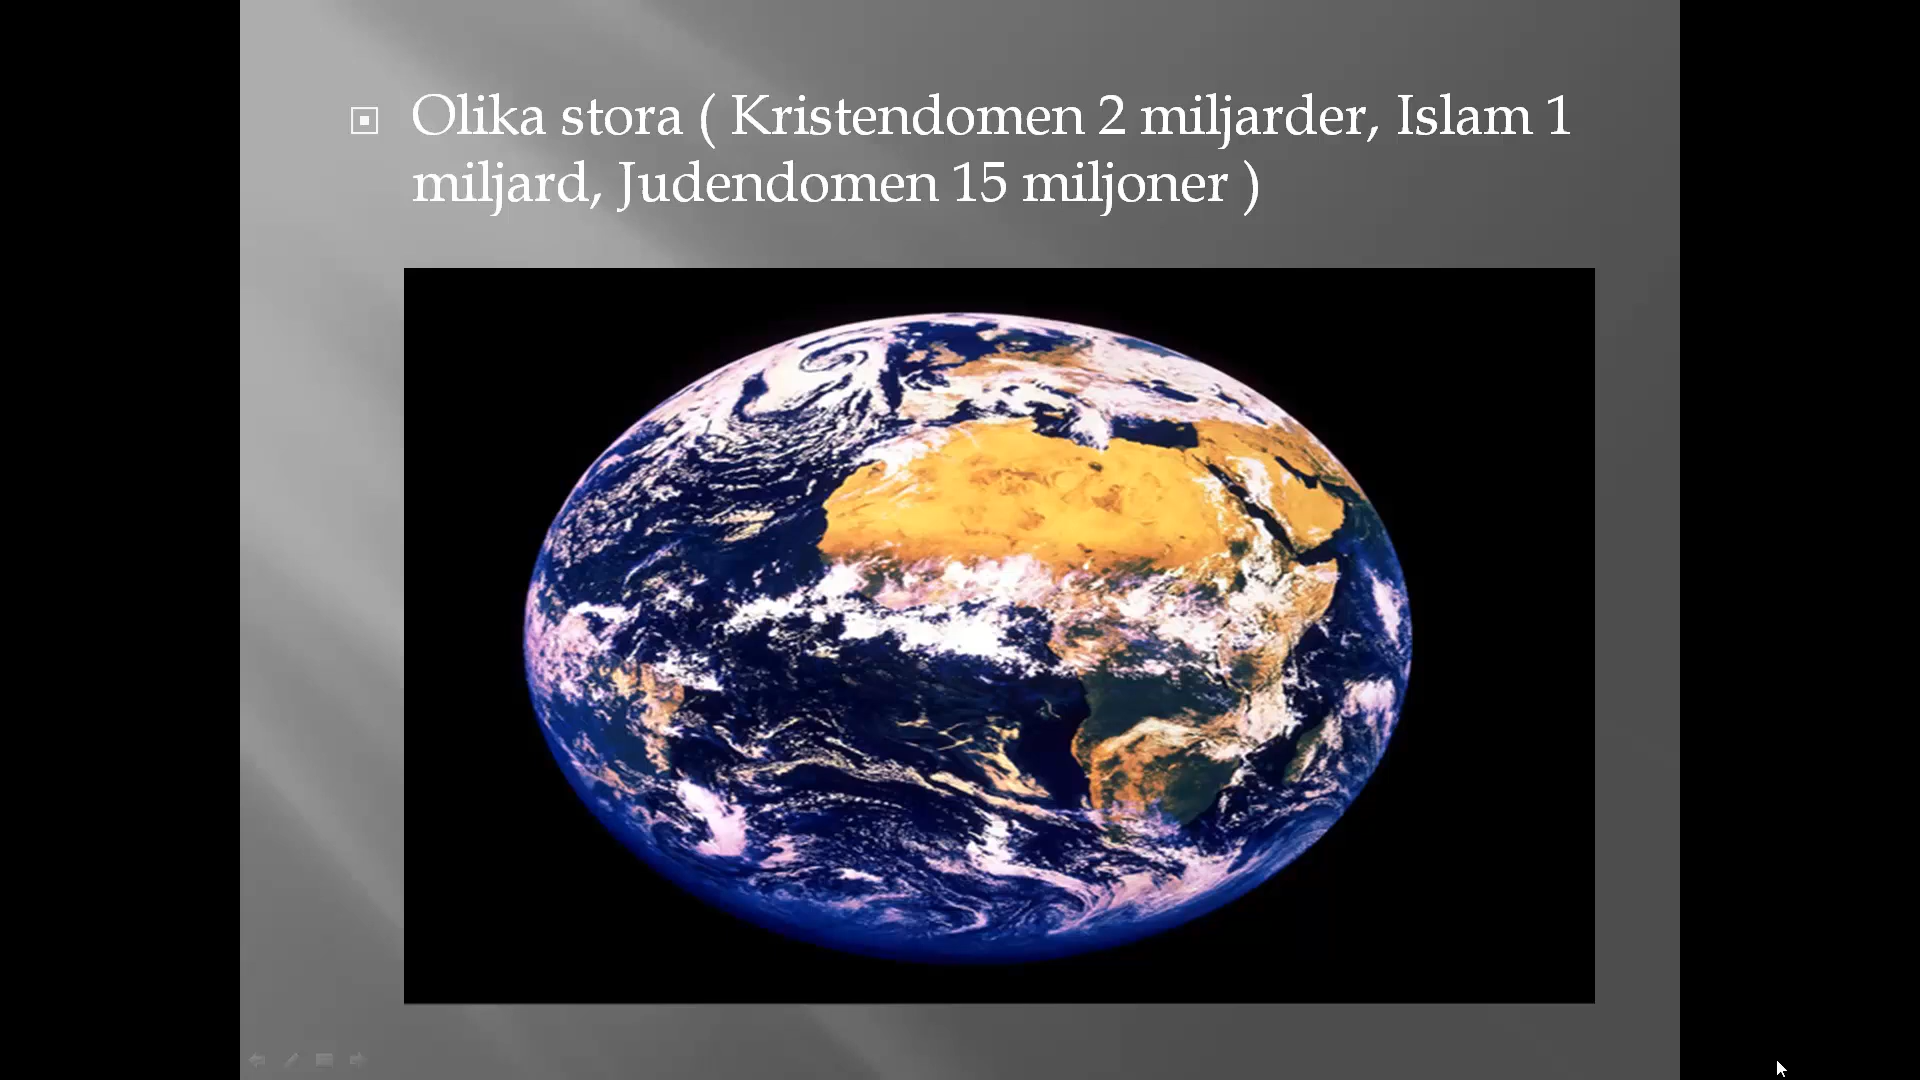 Olika stora ( Kristendomen 2 miljarder, Islam 1
miljard, Judendomen 15 miljoner )